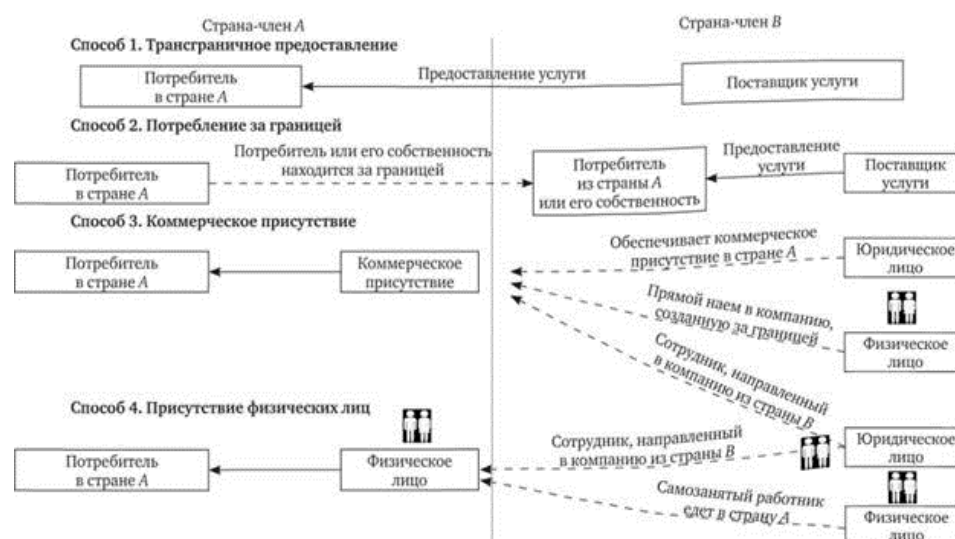 Страна-член А
Страна-член В
Способ 1. Трансграничное предоставление
Потребитель
в стране А
Предоставление услуги
Поставщик услуги
Способ 2. Потребление за границей
Потребитель
в стране А
Потребитель или его собственность
находится за границей
Потребитель
из страны А
или его собственность
Предоставление
услуги
Поставщик
услуги
Способ 3. Коммерческое присутствие
Потребитель
в стране А
Коммерческое
присутствие
Обеспечивает коммерческое
присутствие в стране А
Юридическое
лицо
Прямой наем в компанию,
созданную за границей
Физическое
лицо
Сотрудник, направленный
в компанию из страны В
Способ 4. Присутствие физических лиц
Потребитель
в стране А
Физическое
лицо
Сотрудник, направленный
в компанию из страны В
Юридическое
лицо
Самозанятый работник
едет в страну А
Физическое
лицо